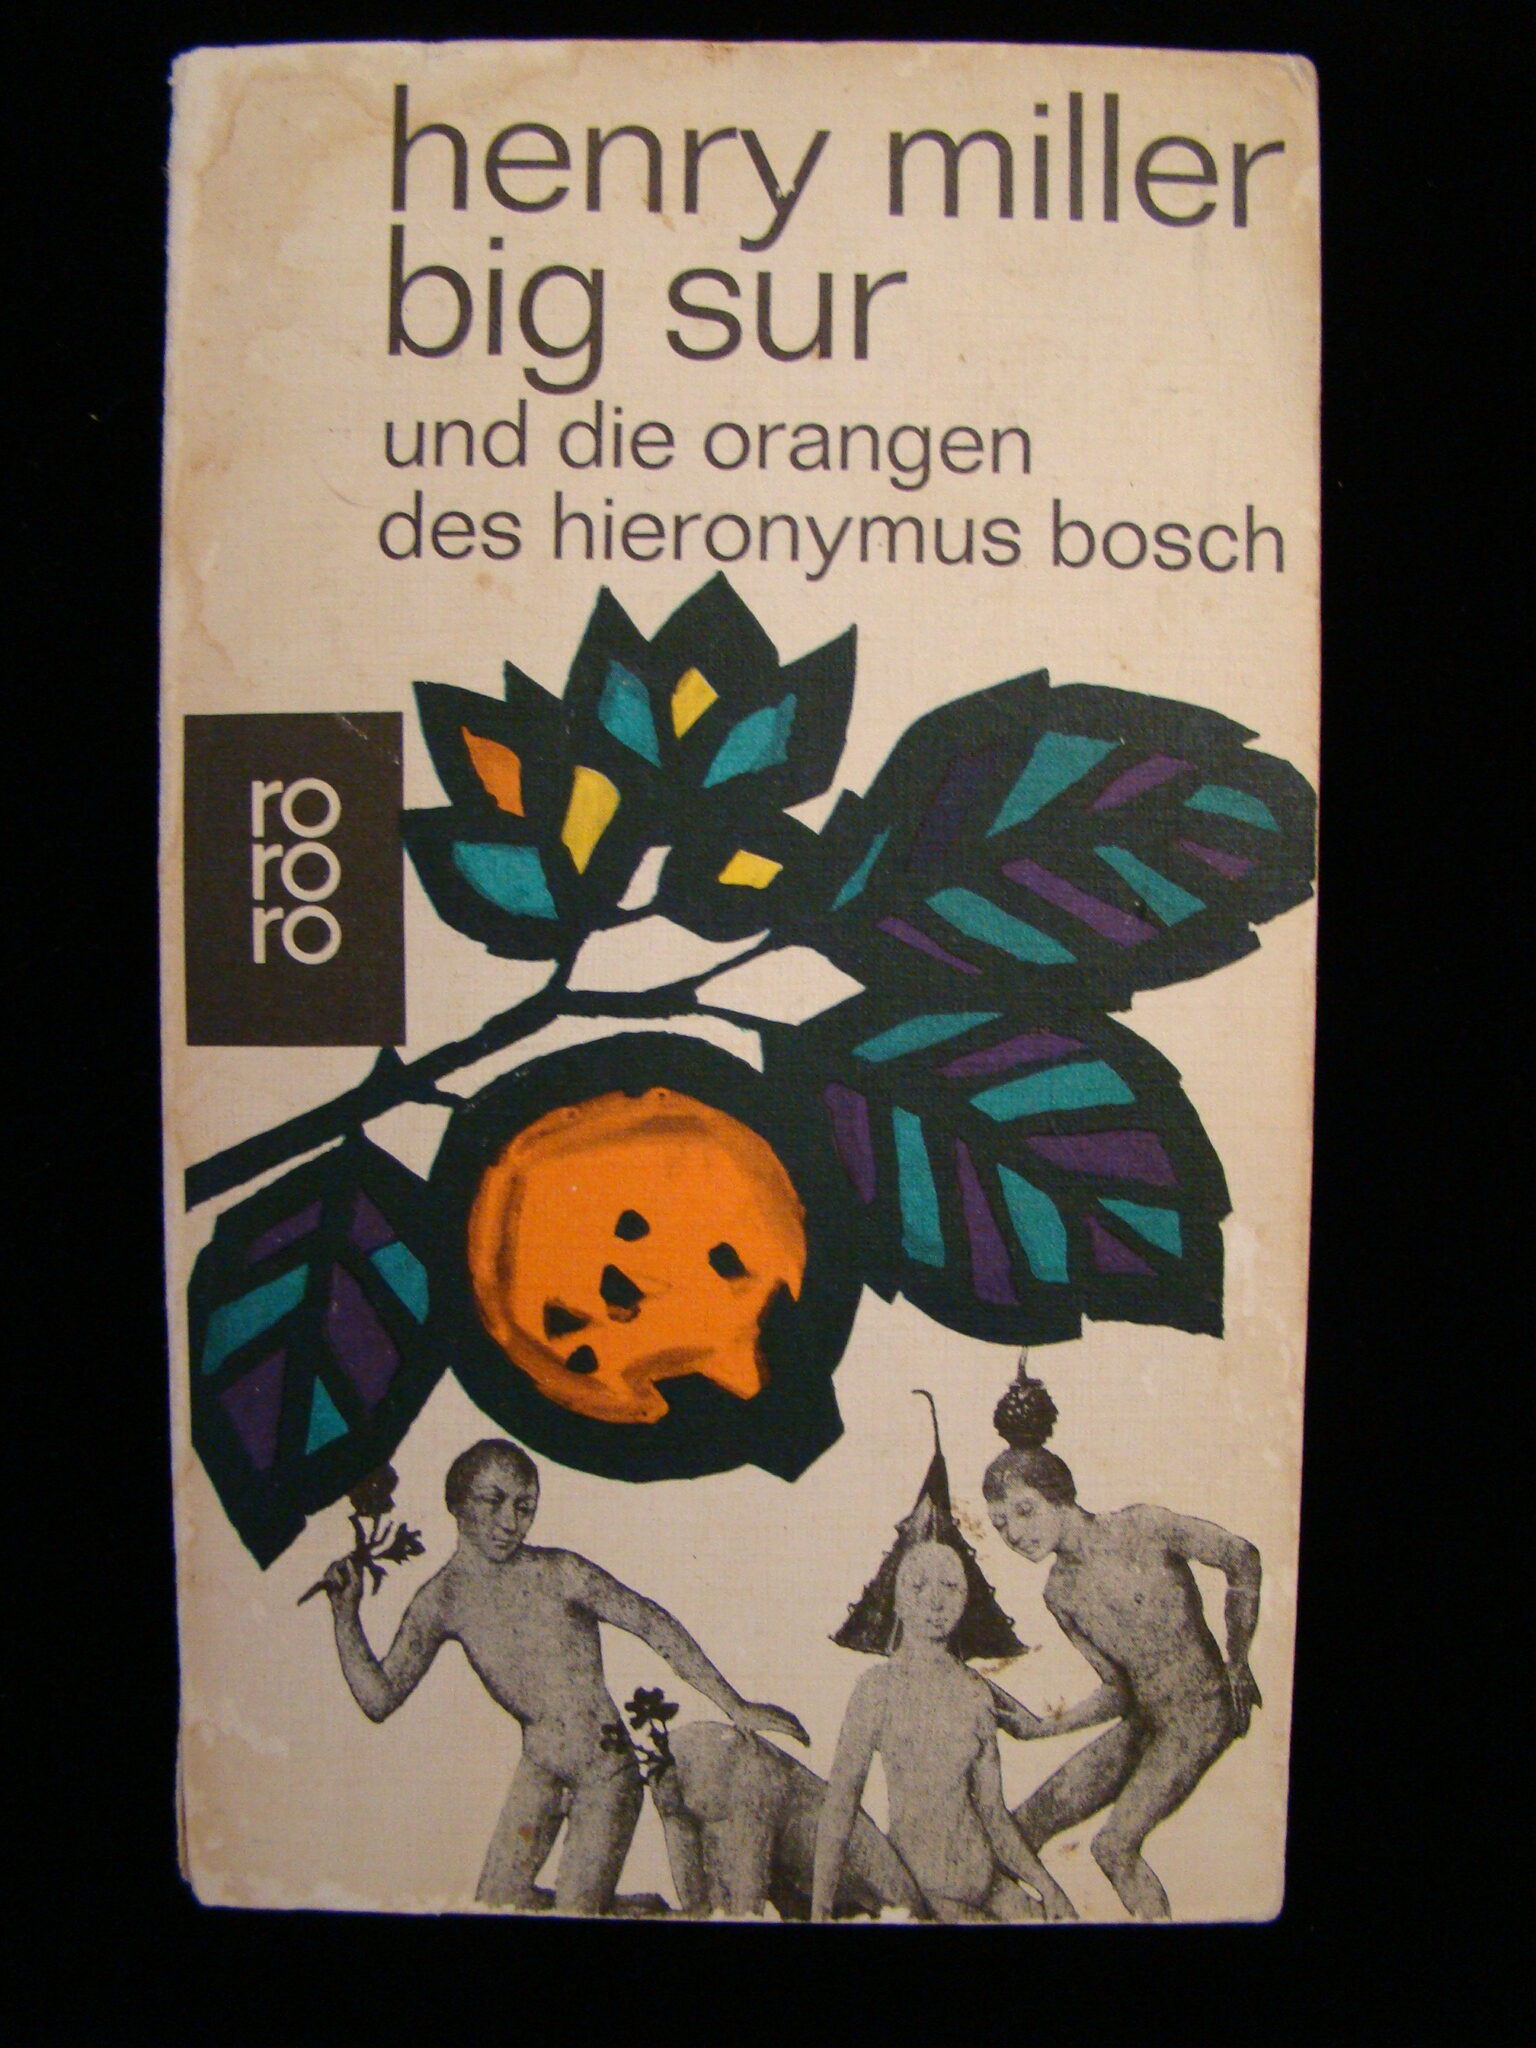 henry miller
big sur
und die orangen
des hieronymus bosch
ro
ro
ro